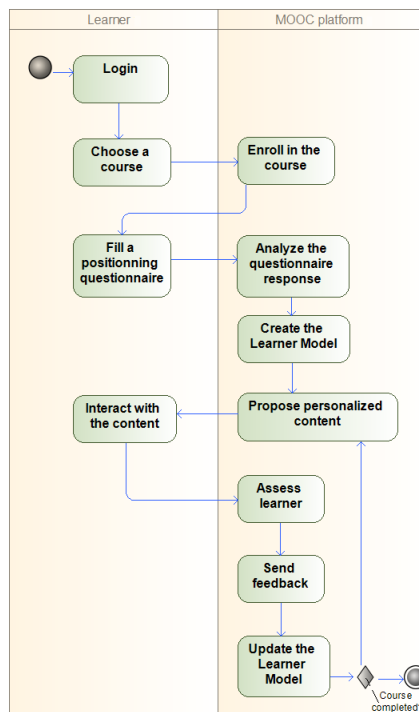 Learner
MOOC platform
Login
Choose a
course
Enroll in the
course
Fill a
positionning
questionnaire
Analyze the
questionnaire
response
Create the
Learner Model
Interact with
the content
Propose personalized
content
Assess
learner
Send
feedback
Update the
Learner
Model
Course
completed?